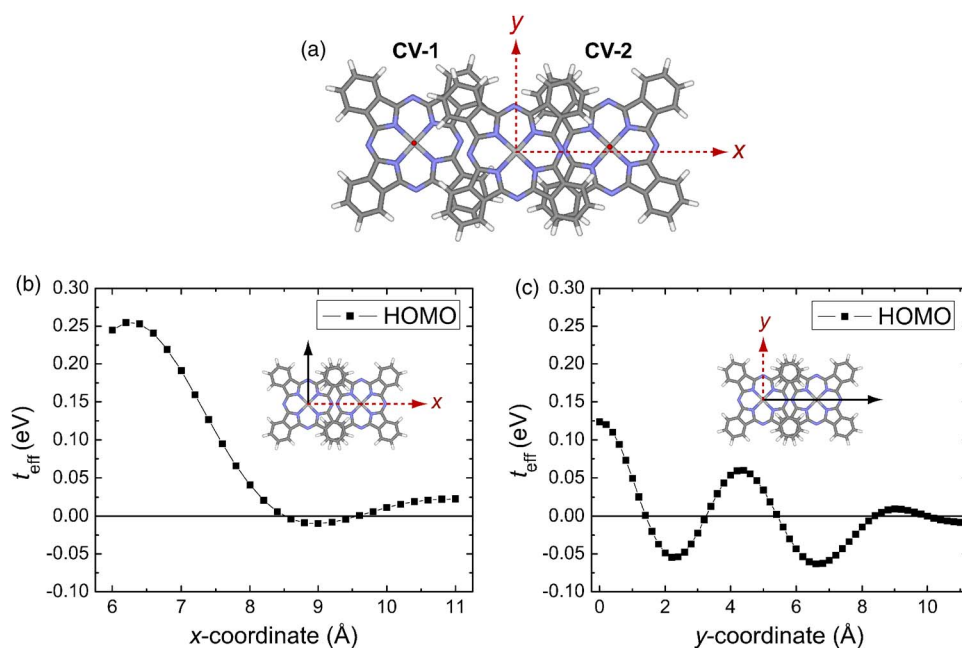 (a)
CV-1
y
CV-2
x
(b)
0.30
0.25
0.20
0.15
0.10
0.05
0.00
-0.05
-0.10
t_eff (eV)
HOMO
x
6 7 8 9 10 11
x-coordinate (Å)
(c)
0.30
0.25
0.20
0.15
0.10
0.05
0.00
-0.05
-0.10
t_eff (eV)
HOMO
y
0 2 4 6 8 10
y-coordinate (Å)